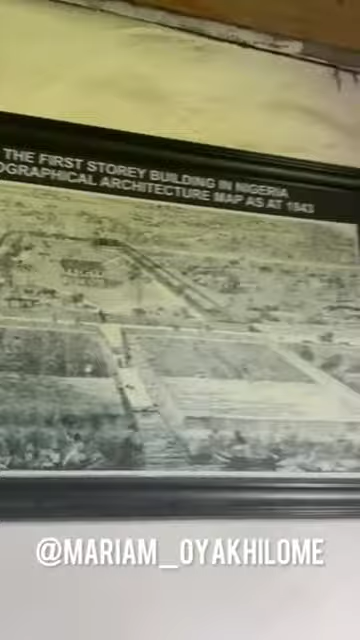 THE FIRST STOREY BUILDING IN NIGERIA
OGRAPHICAL ARCHITECTURE MAP AS AT 1843
@MARIAM_OYAKHILOME